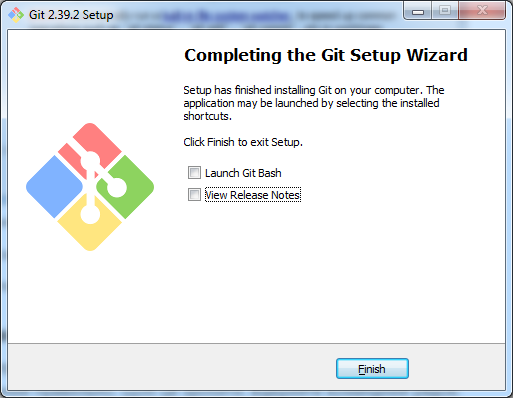 Git 2.39.2 Setup
Completing the Git Setup Wizard
Setup has finished installing Git on your computer. The
application may be launched by selecting the installed
shortcuts.
Click Finish to exit Setup.
Launch Git Bash
View Release Notes
Finish